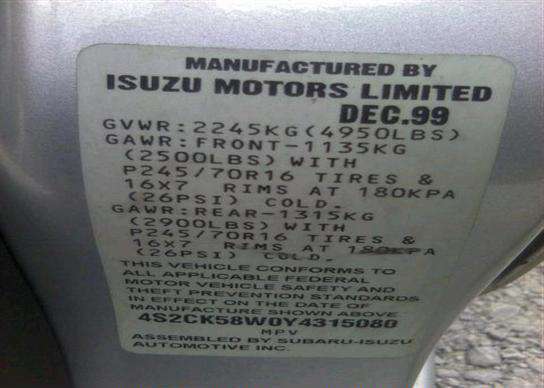 MANUFACTURED BY
ISUZU MOTORS LIMITED
DEC.99
GVWR:2245KG(4950LBS)
GAWR:FRONT-1135KG
(2500LBS) WITH
P245/70R16 TIRES &
16X7 RIMS AT 180KPA
(26PSI) COLD.
GAWR:REAR-1315KG
(2900LBS) WITH
P245/70R16 TIRES &
16X7 RIMS AT 180KPA
(26PSI) COLD.
THIS VEHICLE CONFORMS TO
ALL APPLICABLE FEDERAL
MOTOR VEHICLE SAFETY AND
THEFT PREVENTION STANDARDS
IN EFFECT ON THE DATE OF
MANUFACTURE SHOWN ABOVE
4S2CK58W0Y4315080
MPV
ASSEMBLED BY SUBARU-ISUZU
AUTOMOTIVE INC.